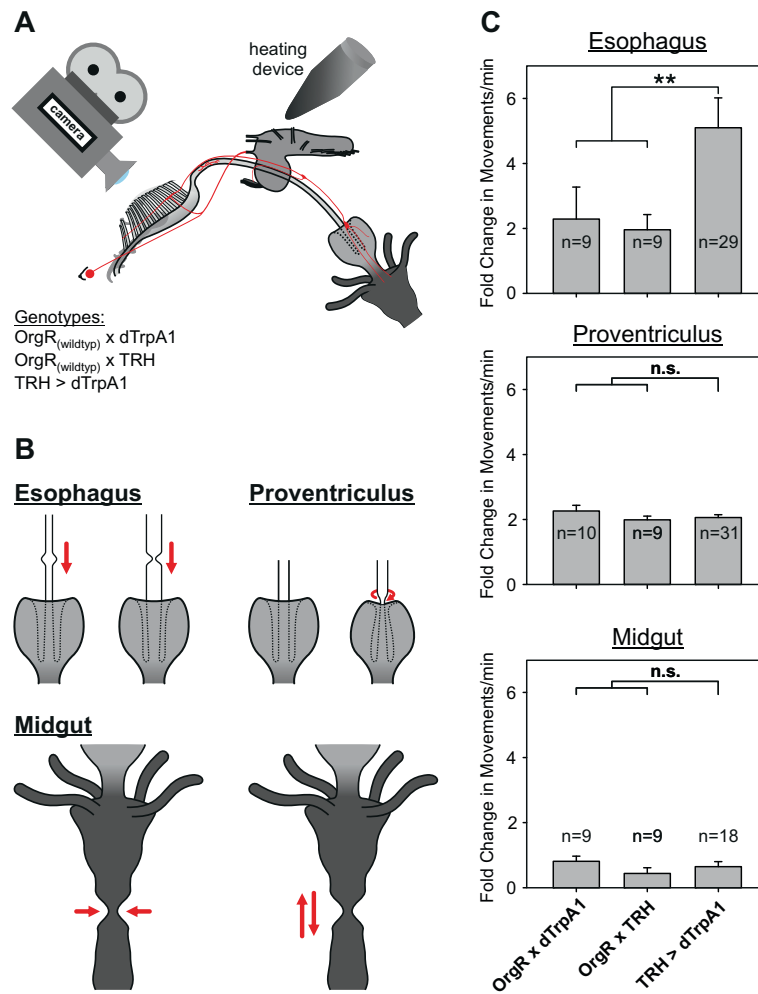 A
camera
heating
device
Genotypes:
OrgR(wildtyp) x dTrpA1
OrgR(wildtyp) x TRH
TRH > dTrpA1
B
Esophagus
Proventriculus
Midgut
C
Esophagus
Fold Change in Movements/min
6
4
2
0
**
n=9
n=9
n=29
Proventriculus
Fold Change in Movements/min
6
4
2
0
n.s.
n=10
n=9
n=31
Midgut
Fold Change in Movements/min
6
4
2
0
n.s.
n=9
n=9
n=18
OrgR x dTrpA1
OrgR x TRH
TRH > dTrpA1